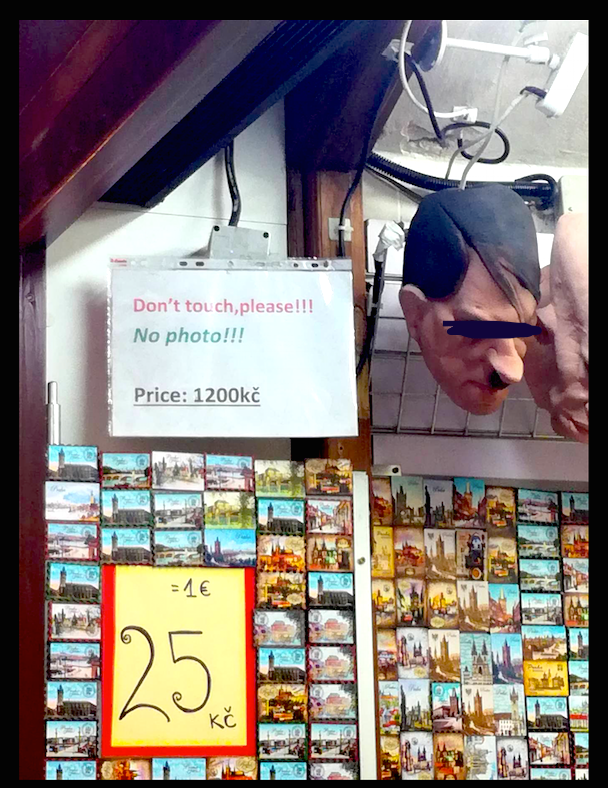 Don't touch,please!!!
No photo!!!
Price: 1200kč
=1€
25
KČ